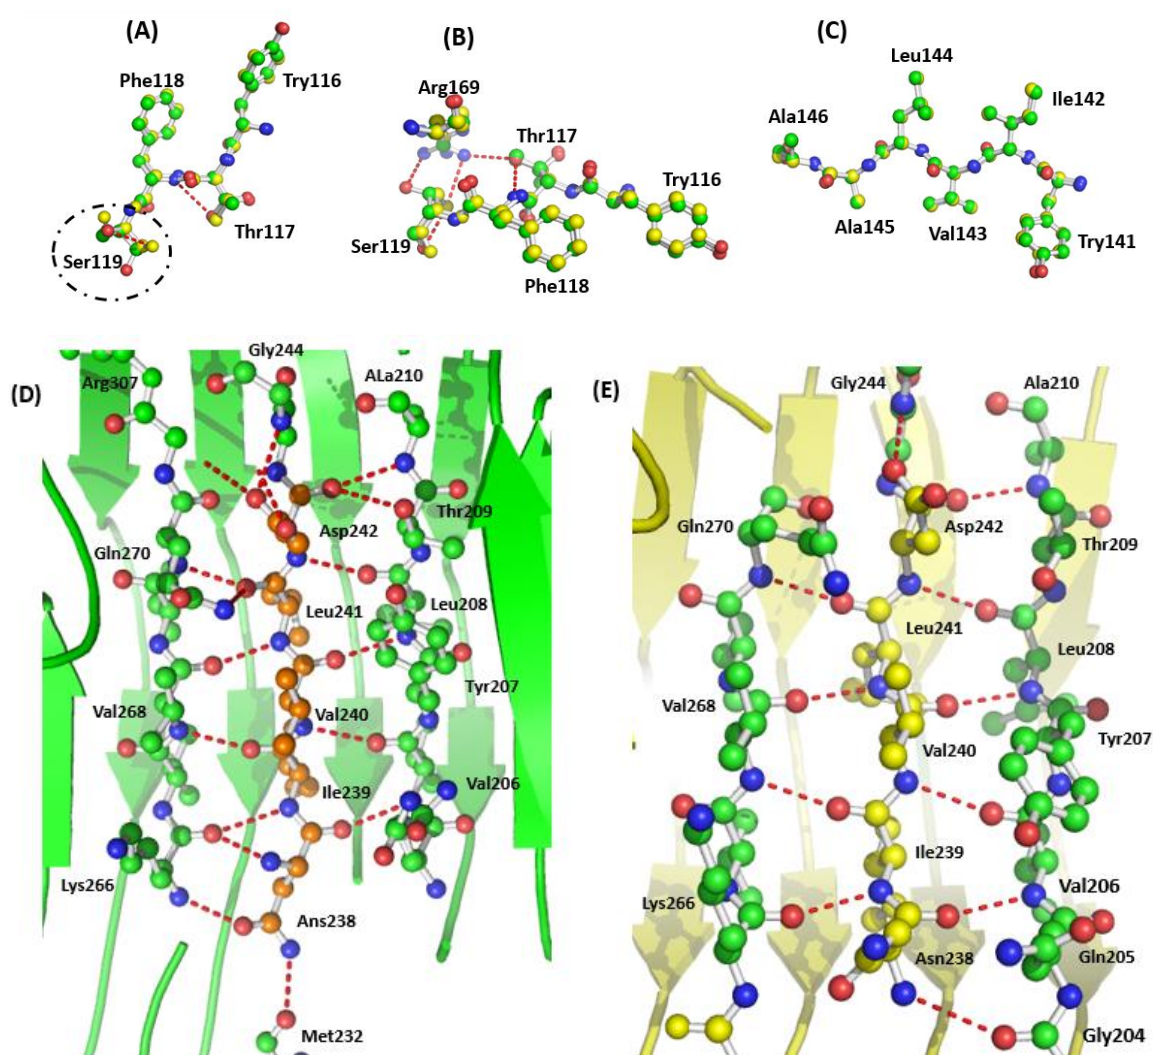 (A)
(B)
(C)
Phe118
Try116
Ser119
Thr117
Arg169
Thr117
Try116
Ser119
Phe118
Leu144
Ile142
Ala146
Ala145
Val143
Try141
(D)
Gly244
Arg307
ALa210
Asp242
Thr209
Gln270
Leu241
Leu208
Tyr207
Val268
Val240
Val206
Ile239
Lys266
Ans238
Met232
(E)
Gly244
Ala210
Gln270
Asp242
Thr209
Leu241
Leu208
Val268
Tyr207
Val240
Ile239
Val206
Lys266
Asn238
Gln205
Gly204